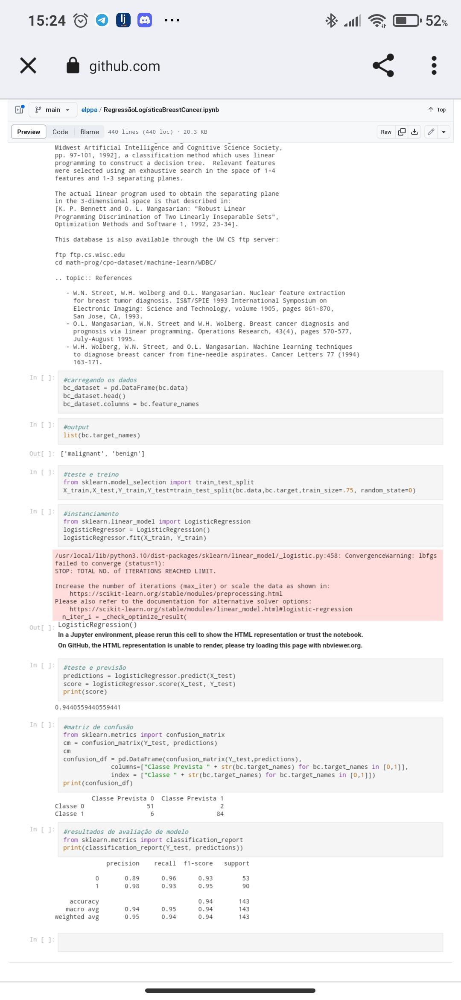 15:24
52%
github.com
main
elppa / RegressãoLogísticaBreastCancer.ipynb
Top
Preview Code Blame 440 lines (440 loc) · 20.3 KB Raw
Midwest Artificial Intelligence and Cognitive Science Society,
pp. 97-101, 1992], a classification method which uses linear
programming to construct a decision tree.  Relevant features
were selected using an exhaustive search in the space of 1-4
features and 1-3 separating planes.
The actual linear program used to obtain the separating plane
in the 3-dimensional space is that described in:
[K. P. Bennett and O. L. Mangasarian: "Robust Linear
Programming Discrimination of Two Linearly Inseparable Sets",
Optimization Methods and Software 1, 1992, 23-34].
This database is also available through the UW CS ftp server:
ftp ftp.cs.wisc.edu
cd math-prog/cpo-dataset/machine-learn/WDBC/
.. topic:: References
- W.N. Street, W.H. Wolberg and O.L. Mangasarian. Nuclear feature extraction
for breast tumor diagnosis. IS&T/SPIE 1993 International Symposium on
Electronic Imaging: Science and Technology, volume 1905, pages 861-870,
San Jose, CA, 1993.
- O.L. Mangasarian, W.N. Street and W.H. Wolberg. Breast cancer diagnosis and
prognosis via linear programming. Operations Research, 43(4), pages 570-577,
July-August 1995.
- W.H. Wolberg, W.N. Street, and O.L. Mangasarian. Machine learning techniques
to diagnose breast cancer from fine-needle aspirates. Cancer Letters 77 (1994)
163-171.
In [ ]:
#carregando os dados
bc_dataset = pd.DataFrame(bc.data)
bc_dataset.head()
bc_dataset.columns = bc.feature_names
In [ ]:
#output
list(bc.target_names)
Out[ ]: ['malignant', 'benign']
In [ ]:
#teste e treino
from sklearn.model_selection import train_test_split
X_train,X_test,Y_train,Y_test=train_test_split(bc.data,bc.target,train_size=.75, random_state=0)
In [ ]:
#instanciamento
from sklearn.linear_model import LogisticRegression
logisticRegressor = LogisticRegression()
logisticRegressor.fit(X_train, Y_train)
/usr/local/lib/python3.10/dist-packages/sklearn/linear_model/_logistic.py:458: ConvergenceWarning: lbfgs
failed to converge (status=1):
STOP: TOTAL NO. of ITERATIONS REACHED LIMIT.
Increase the number of iterations (max_iter) or scale the data as shown in:
https://scikit-learn.org/stable/modules/preprocessing.html
Please also refer to the documentation for alternative solver options:
https://scikit-learn.org/stable/modules/linear_model.html#logistic-regression
n_iter_i = _check_optimize_result(
Out[ ]: LogisticRegression()
In a Jupyter environment, please rerun this cell to show the HTML representation or trust the notebook.
On GitHub, the HTML representation is unable to render, please try loading this page with nbviewer.org.
In [ ]:
#teste e previsão
predictions = logisticRegressor.predict(X_test)
score = logisticRegressor.score(X_test, Y_test)
print(score)
0.9440559440559441
In [ ]:
#matriz de confusão
from sklearn.metrics import confusion_matrix
cm = confusion_matrix(Y_test, predictions)
cm
confusion_df = pd.DataFrame(confusion_matrix(Y_test,predictions),
columns=["Classe Prevista " + str(bc.target_names) for bc.target_names in [0,1]],
index = ["Classe " + str(bc.target_names) for bc.target_names in [0,1]])
print(confusion_df)
Classe Prevista 0  Classe Prevista 1
Classe 0 51 2
Classe 1 6 84
In [ ]:
#resultados de avaliação de modelo
from sklearn.metrics import classification_report
print(classification_report(Y_test, predictions))
precision recall f1-score support
0 0.89 0.96 0.93 53
1 0.98 0.93 0.95 90
accuracy 0.94 143
macro avg 0.94 0.95 0.94 143
weighted avg 0.95 0.94 0.94 143
In [ ]: